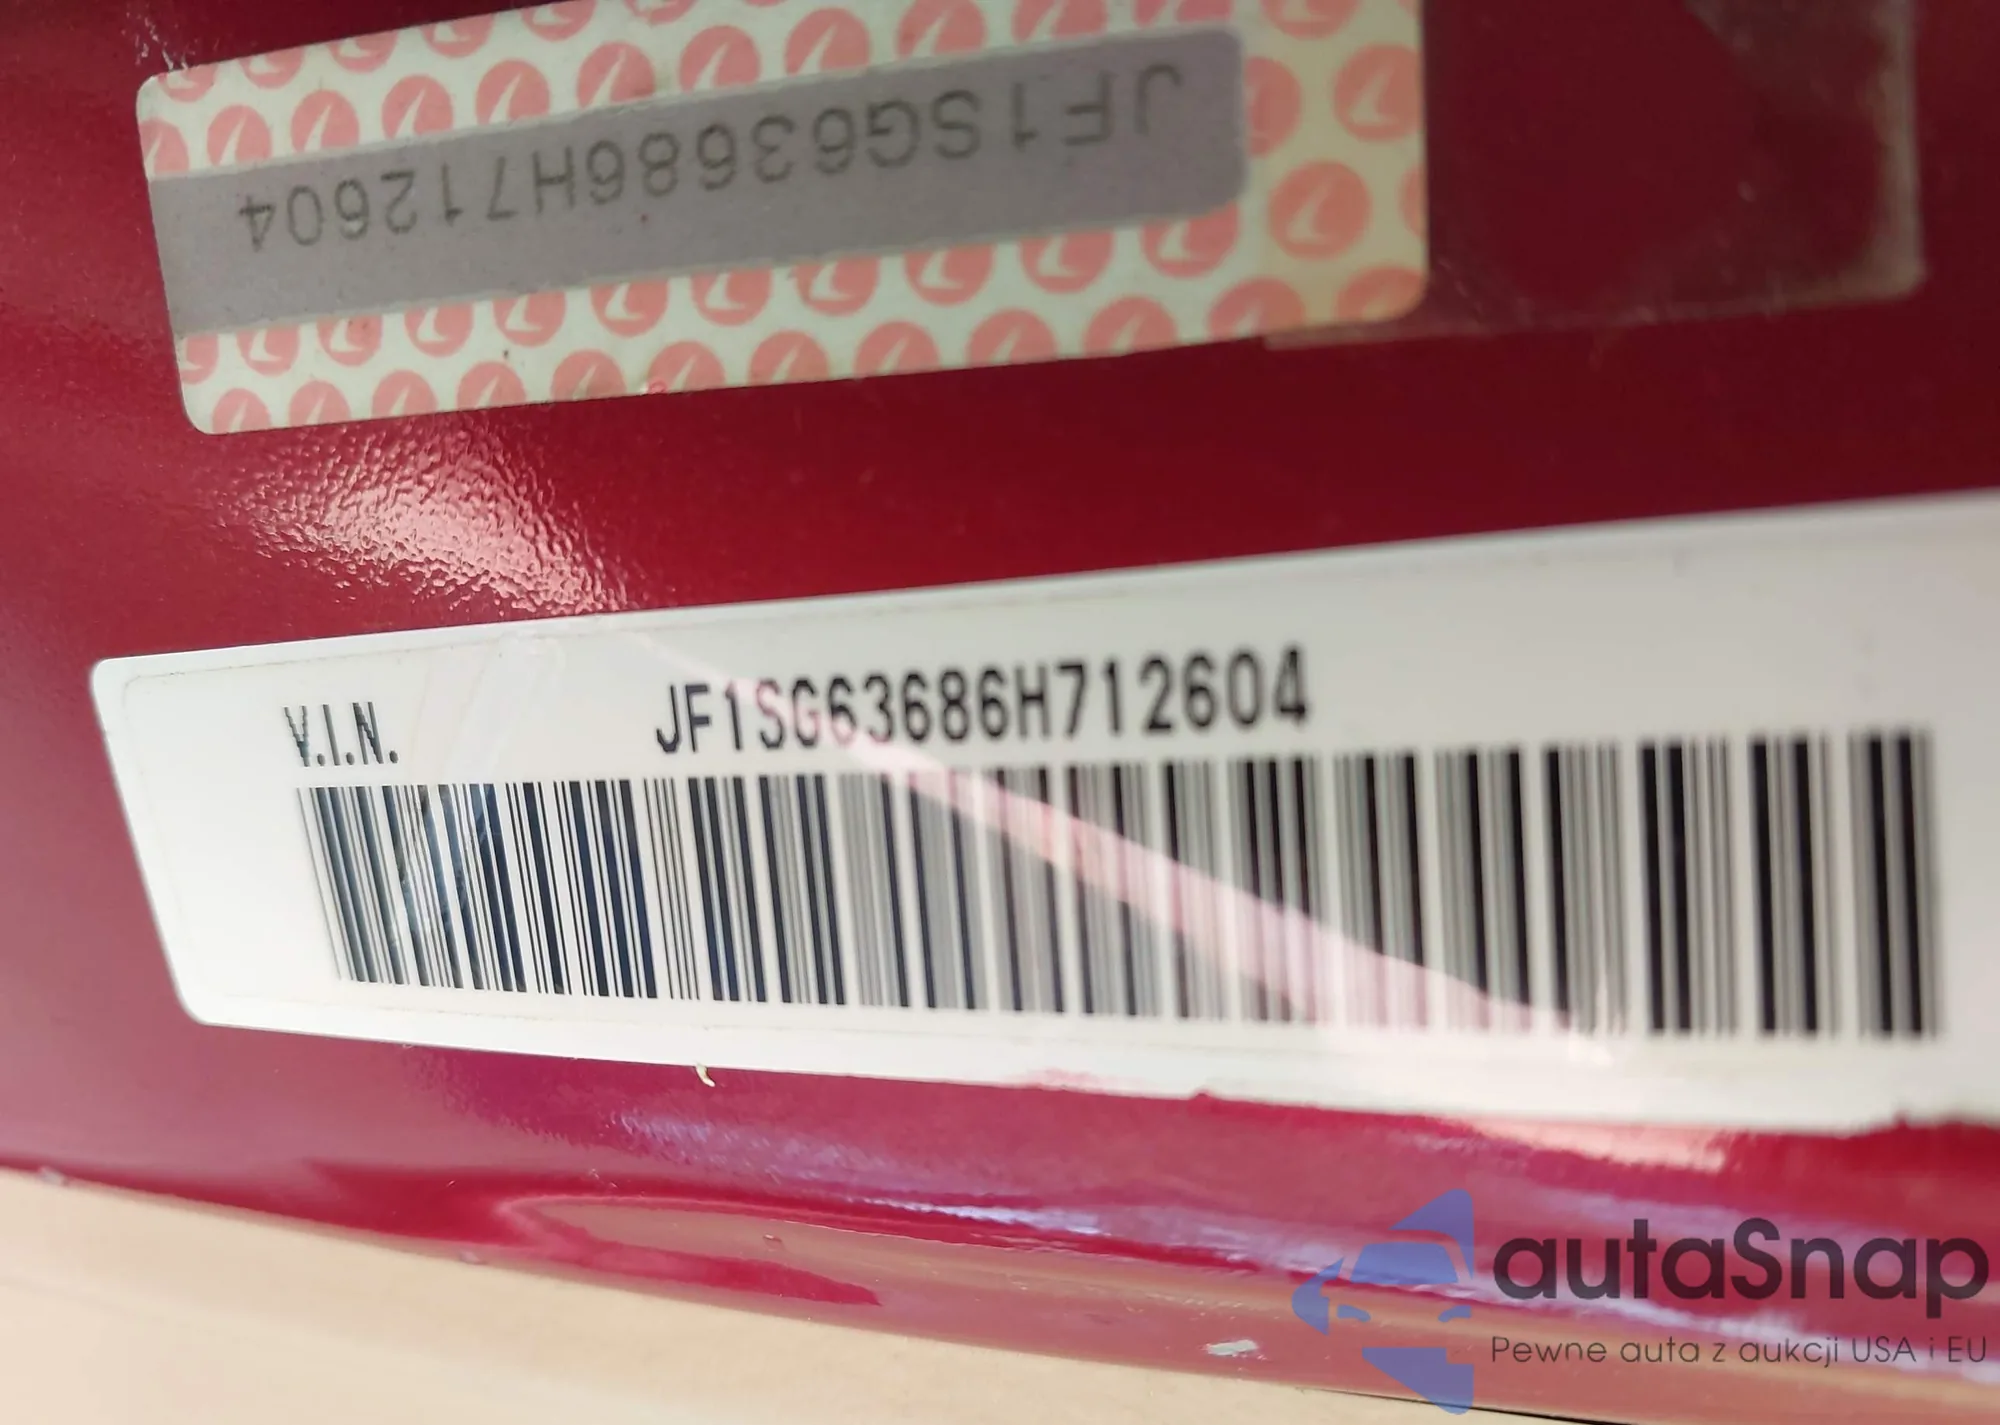 JF1SG63686H712604
V.I.N. JF1SG63686H712604
autaSnap
Pewne auta z aukcji USA i EU